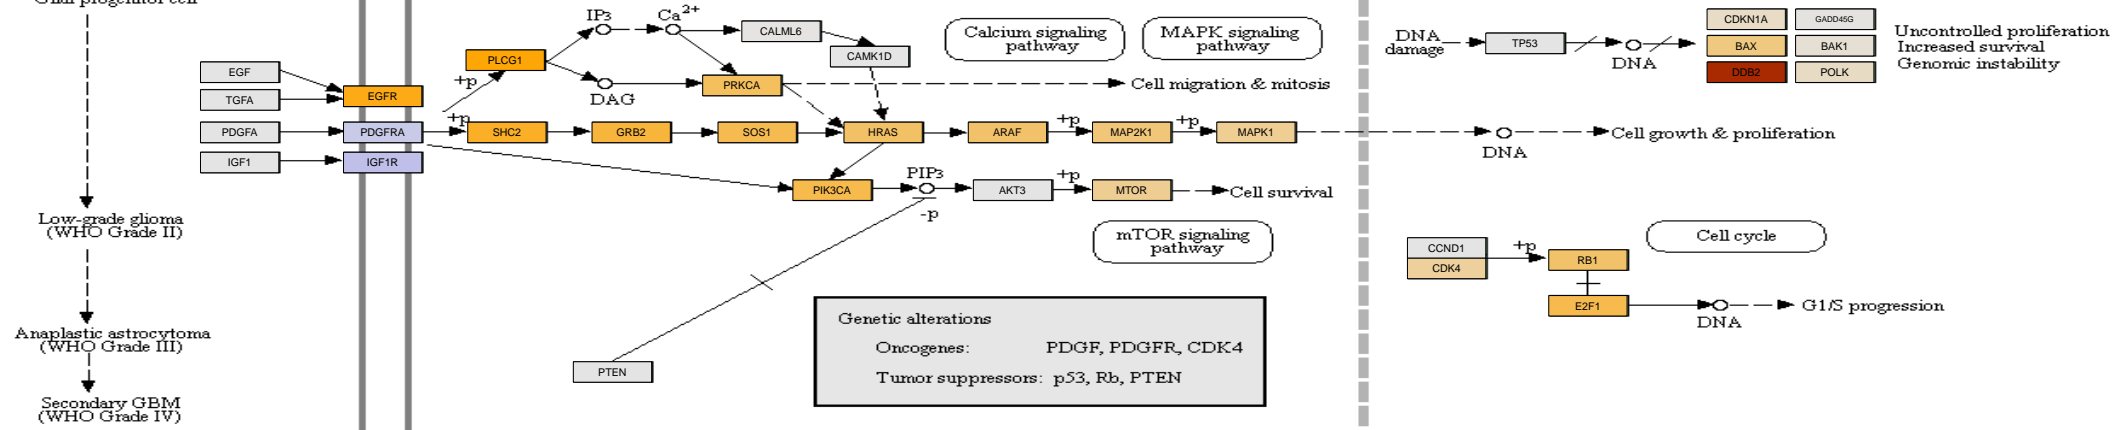 Glial progenitor cell
Low-grade glioma
(WHO Grade II)
Anaplastic astrocytoma
(WHO Grade III)
Secondary GBM
(WHO Grade IV)
EGF
TGFA
PDGFA
IGF1
EGFR
PDGFRA
IGF1R
+p
+p
PLCG1
IP3
Ca2+
DAG
CALML6
CAMK1D
PRKCA
Calcium signaling
pathway
MAPK signaling
pathway
Cell migration & mitosis
SHC2
GRB2
SOS1
HRAS
ARAF
+p
MAP2K1
+p
MAPK1
DNA
Cell growth & proliferation
PIK3CA
PIP3
-p
AKT3
+p
MTOR
Cell survival
mTOR signaling
pathway
PTEN
Genetic alterations
Oncogenes: PDGF, PDGFR, CDK4
Tumor suppressors: p53, Rb, PTEN
DNA
damage
TP53
DNA
CDKN1A
GADD45G
BAX
BAK1
DDB2
POLK
Uncontrolled proliferation
Increased survival
Genomic instability
Cell cycle
CCND1
CDK4
+p
RB1
E2F1
DNA
G1/S progression